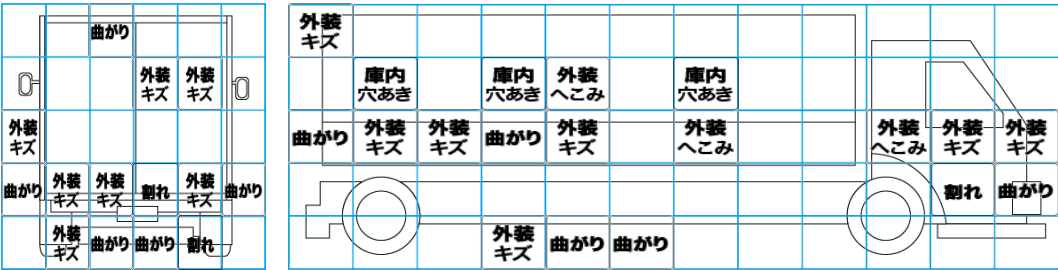 曲がり
外装
キズ
外装
キズ
外装
キズ
曲がり
外装
キズ
外装
キズ
割れ
外装
キズ
曲がり
外装
キズ
曲がり
曲がり
割れ
外装
キズ
庫内
穴あき
庫内
穴あき
外装
へこみ
庫内
穴あき
曲がり
外装
キズ
外装
キズ
曲がり
外装
キズ
外装
へこみ
外装
へこみ
外装
キズ
外装
キズ
割れ
曲がり
外装
キズ
曲がり
曲がり